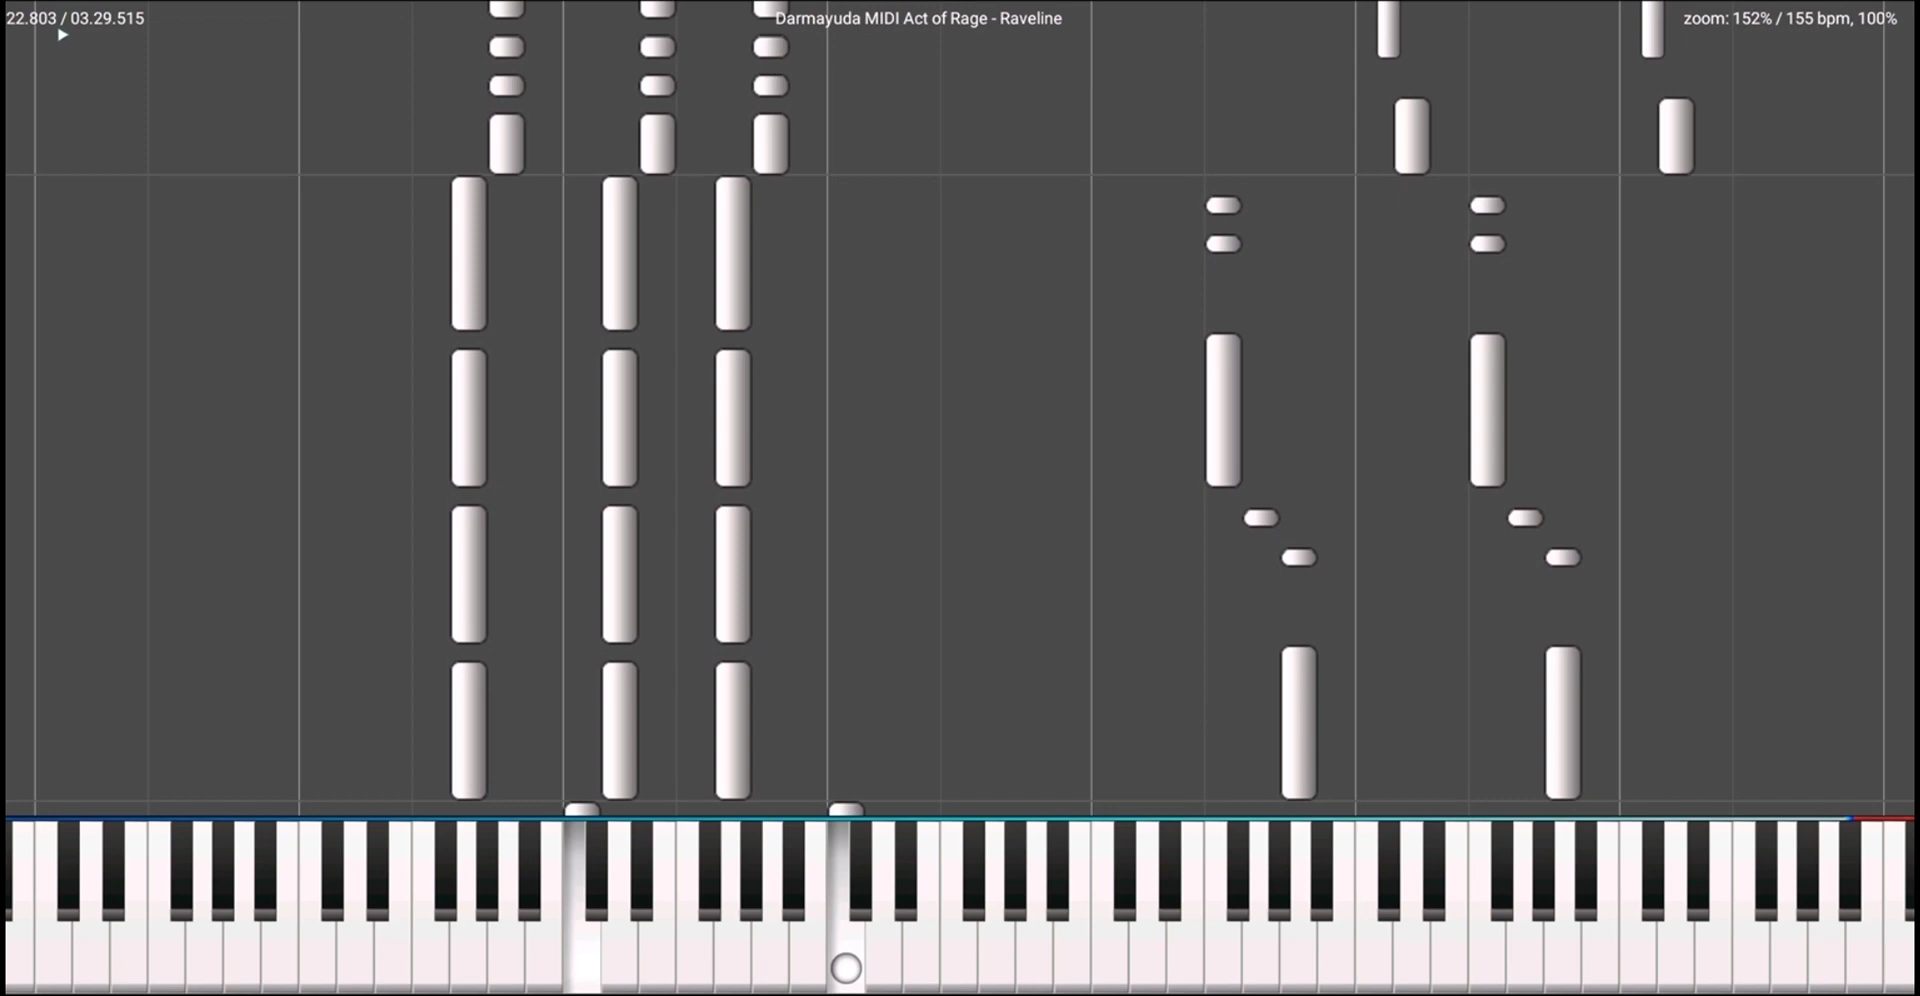 22.803 / 03.29.515
Darmayuda MIDI Act of Rage - Raveline
zoom: 152% / 155 bpm, 100%